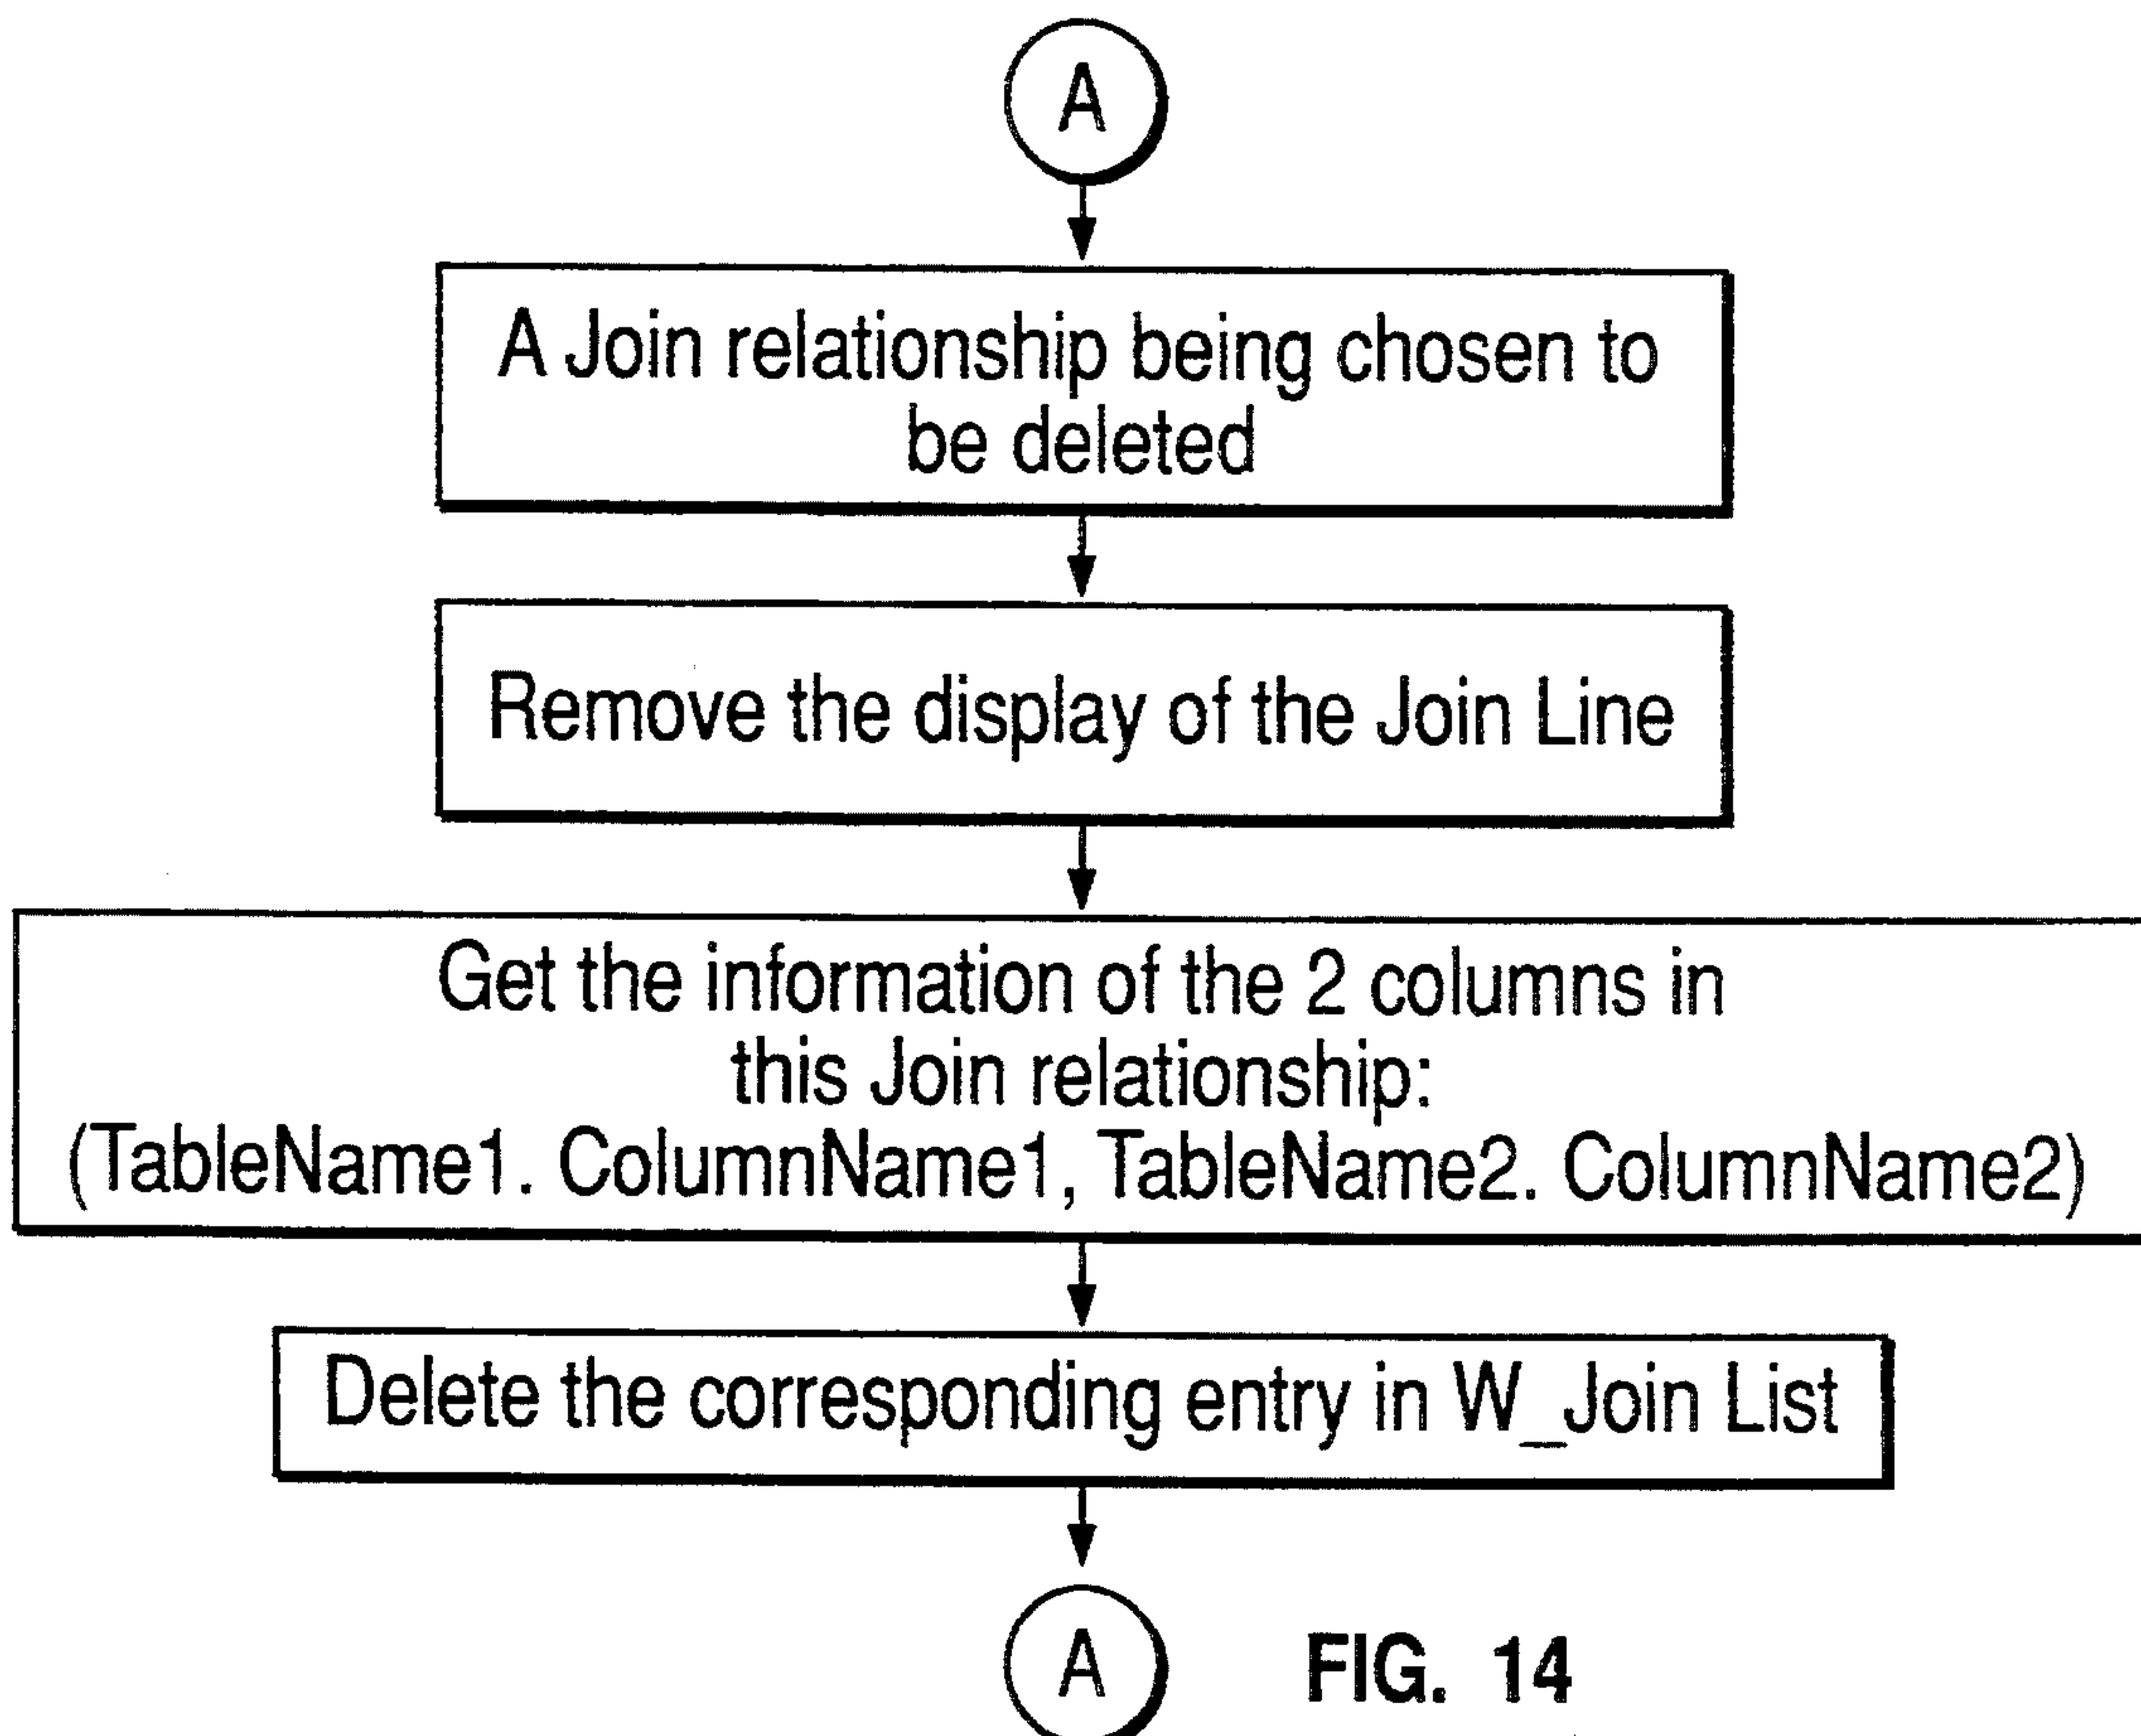 A
A Join relationship being chosen to
be deleted
Remove the display of the Join Line
Get the information of the 2 columns in
this Join relationship:
(TableName1. ColumnName1, TableName2. ColumnName2)
Delete the corresponding entry in W_Join List
A
FIG. 14